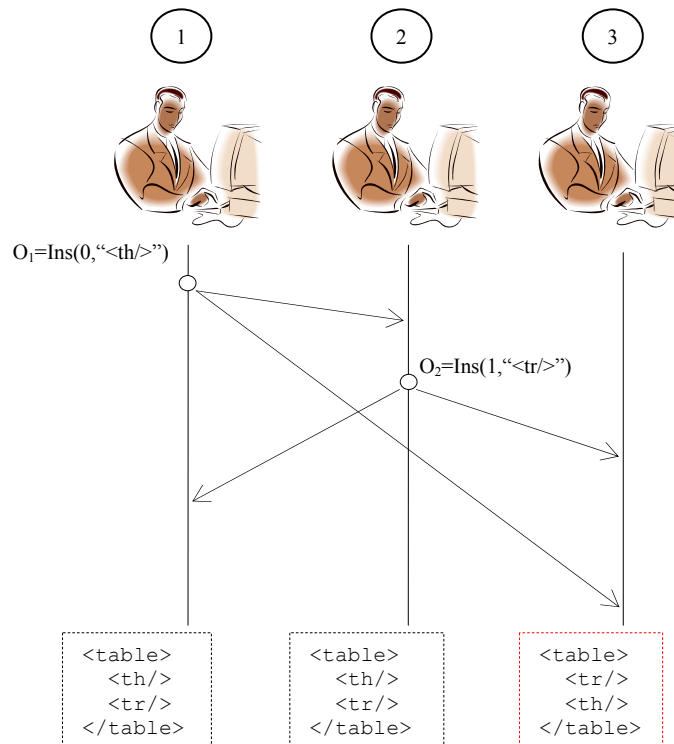 1 2 3
O₁=Ins(0,“<th/>”)
O₂=Ins(1,“<tr/>”)
<table>
<th/>
<tr/>
</table>
<table>
<th/>
<tr/>
</table>
<table>
<tr/>
<th/>
</table>